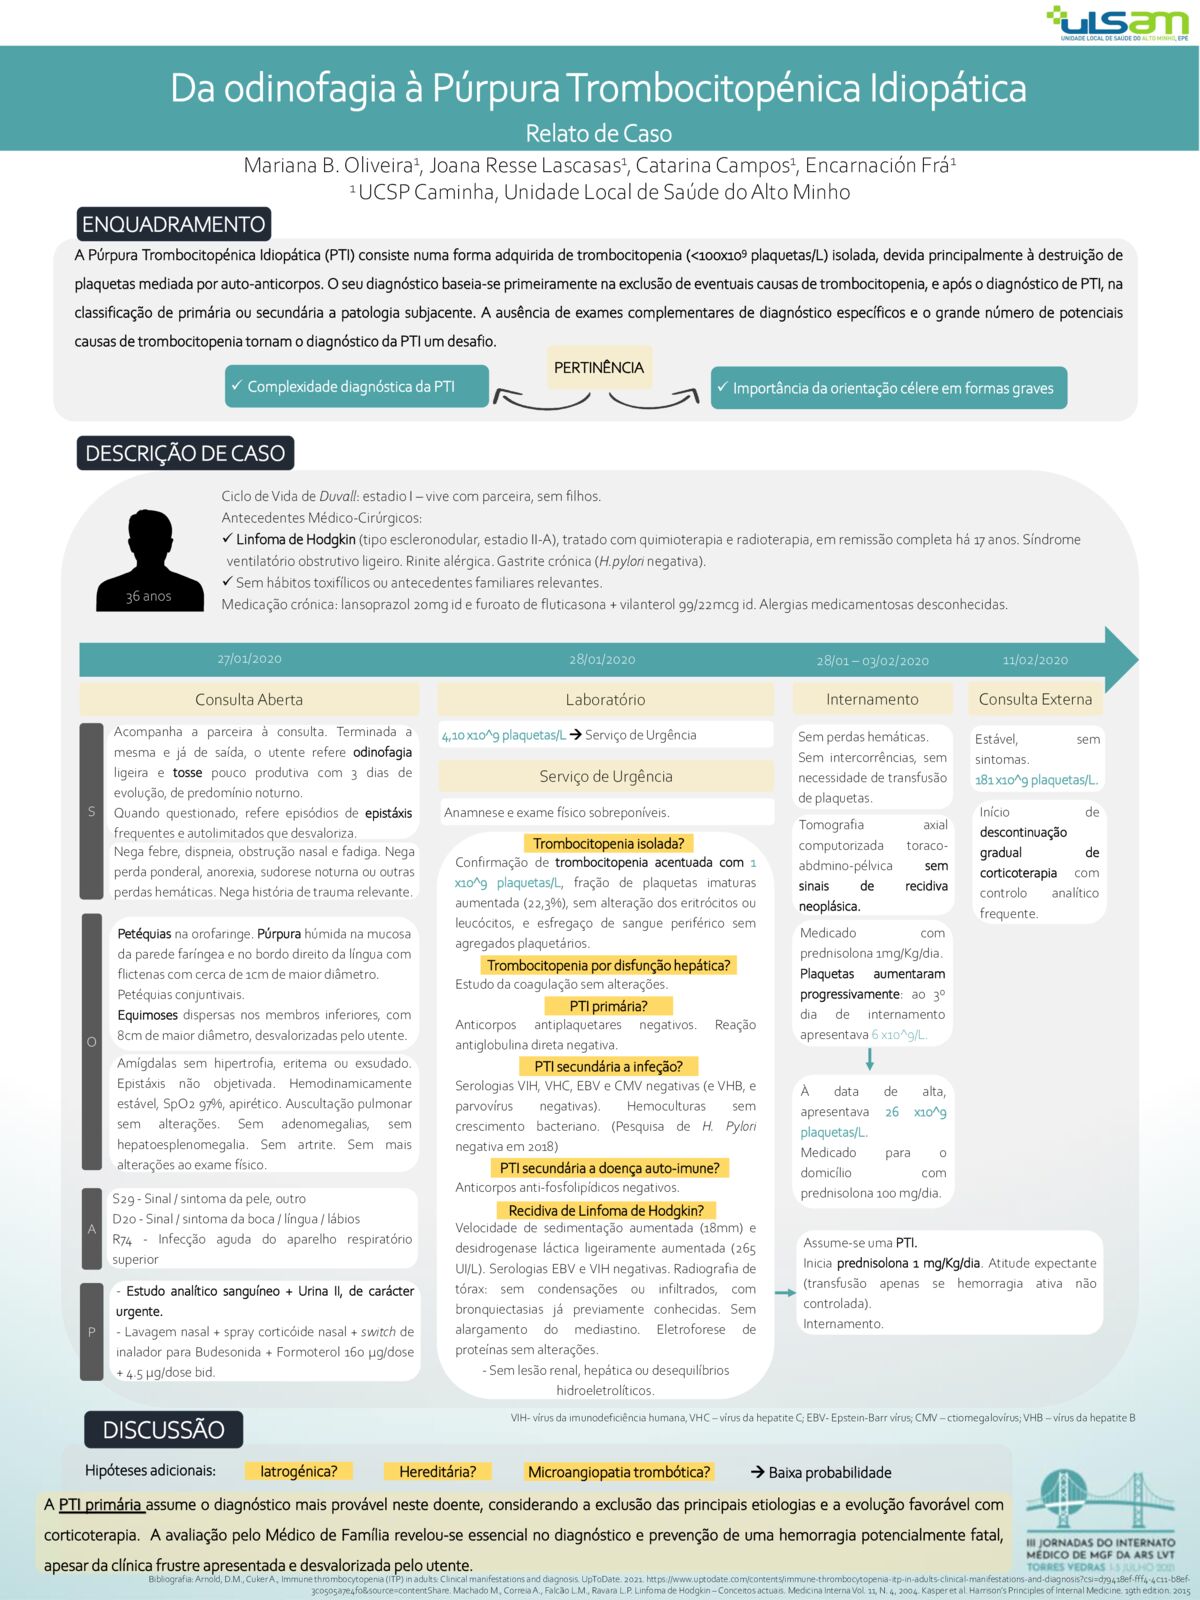 ulsam
UNIDADE LOCAL DE SAÚDE DO ALTO MINHO, EPE
Da odinofagia à Púrpura Trombocitopénica Idiopática
Relato de Caso
Mariana B. Oliveira¹, Joana Resse Lascasas¹, Catarina Campos¹, Encarnación Frá¹
¹ UCSP Caminha, Unidade Local de Saúde do Alto Minho
ENQUADRAMENTO
A Púrpura Trombocitopénica Idiopática (PTI) consiste numa forma adquirida de trombocitopenia (<100x10⁹ plaquetas/L) isolada, devida principalmente à destruição de
plaquetas mediada por auto-anticorpos. O seu diagnóstico baseia-se primeiramente na exclusão de eventuais causas de trombocitopenia, e após o diagnóstico de PTI, na
classificação de primária ou secundária a patologia subjacente. A ausência de exames complementares de diagnóstico específicos e o grande número de potenciais
causas de trombocitopenia tornam o diagnóstico da PTI um desafio.
PERTINÊNCIA
✓ Complexidade diagnóstica da PTI
✓ Importância da orientação célere em formas graves
DESCRIÇÃO DE CASO
36 anos
Ciclo de Vida de Duvall: estadio I – vive com parceira, sem filhos.
Antecedentes Médico-Cirúrgicos:
✓ Linfoma de Hodgkin (tipo escleronodular, estadio II-A), tratado com quimioterapia e radioterapia, em remissão completa há 17 anos. Síndrome
ventilatório obstrutivo ligeiro. Rinite alérgica. Gastrite crónica (H.pylori negativa).
✓ Sem hábitos toxifílicos ou antecedentes familiares relevantes.
Medicação crónica: lansoprazol 20mg id e furoato de fluticasona + vilanterol 99/22mcg id. Alergias medicamentosas desconhecidas.
27/01/2020
28/01/2020
28/01 – 03/02/2020
11/02/2020
Consulta Aberta
S
Acompanha a parceira à consulta. Terminada a
mesma e já de saída, o utente refere odinofagia
ligeira e tosse pouco produtiva com 3 dias de
evolução, de predomínio noturno.
Quando questionado, refere episódios de epistáxis
frequentes e autolimitados que desvaloriza.
Nega febre, dispneia, obstrução nasal e fadiga. Nega
perda ponderal, anorexia, sudorese noturna ou outras
perdas hemáticas. Nega história de trauma relevante.
O
Petéquias na orofaringe. Púrpura húmida na mucosa
da parede faríngea e no bordo direito da língua com
flictenas com cerca de 1cm de maior diâmetro.
Petéquias conjuntivais.
Equimoses dispersas nos membros inferiores, com
8cm de maior diâmetro, desvalorizadas pelo utente.
Amígdalas sem hipertrofia, eritema ou exsudado.
Epistáxis não objetivada. Hemodinamicamente
estável, SpO2 97%, apirético. Auscultação pulmonar
sem alterações. Sem adenomegalias, sem
hepatoesplenomegalia. Sem artrite. Sem mais
alterações ao exame físico.
A
S29 - Sinal / sintoma da pele, outro
D20 - Sinal / sintoma da boca / língua / lábios
R74 - Infecção aguda do aparelho respiratório
superior
P
- Estudo analítico sanguíneo + Urina II, de carácter
urgente.
- Lavagem nasal + spray corticóide nasal + switch de
inalador para Budesonida + Formoterol 160 µg/dose
+ 4.5 µg/dose bid.
Laboratório
4,10 x10^9 plaquetas/L → Serviço de Urgência
Serviço de Urgência
Anamnese e exame físico sobreponíveis.
Trombocitopenia isolada?
Confirmação de trombocitopenia acentuada com 1
x10^9 plaquetas/L, fração de plaquetas imaturas
aumentada (22,3%), sem alteração dos eritrócitos ou
leucócitos, e esfregaço de sangue periférico sem
agregados plaquetários.
Trombocitopenia por disfunção hepática?
Estudo da coagulação sem alterações.
PTI primária?
Anticorpos antiplaquetares negativos. Reação
antiglobulina direta negativa.
PTI secundária a infeção?
Serologias VIH, VHC, EBV e CMV negativas (e VHB, e
parvovírus negativas). Hemoculturas sem
crescimento bacteriano. (Pesquisa de H. Pylori
negativa em 2018)
PTI secundária a doença auto-imune?
Anticorpos anti-fosfolipídicos negativos.
Recidiva de Linfoma de Hodgkin?
Velocidade de sedimentação aumentada (18mm) e
desidrogenase láctica ligeiramente aumentada (265
UI/L). Serologias EBV e VIH negativas. Radiografia de
tórax: sem condensações ou infiltrados, com
bronquiectasias já previamente conhecidas. Sem
alargamento do mediastino. Eletroforese de
proteínas sem alterações.
- Sem lesão renal, hepática ou desequilíbrios
hidroeletrolíticos.
Internamento
Sem perdas hemáticas.
Sem intercorrências, sem
necessidade de transfusão
de plaquetas.
Tomografia axial
computorizada toraco-
abdmino-pélvica sem
sinais de recidiva
neoplásica.
Medicado com
prednisolona 1mg/Kg/dia.
Plaquetas aumentaram
progressivamente: ao 3º
dia de internamento
apresentava 6 x10^9/L.
À data de alta,
apresentava 26 x10^9
plaquetas/L.
Medicado para o
domicílio com
prednisolona 100 mg/dia.
Assume-se uma PTI.
Inicia prednisolona 1 mg/Kg/dia. Atitude expectante
(transfusão apenas se hemorragia ativa não
controlada).
Internamento.
Consulta Externa
Estável, sem
sintomas.
181 x10^9 plaquetas/L.
Início de
descontinuação
gradual de
corticoterapia com
controlo analítico
frequente.
VIH- vírus da imunodeficiência humana, VHC – vírus da hepatite C; EBV- Epstein-Barr vírus; CMV – ctiomegalovírus; VHB – vírus da hepatite B
DISCUSSÃO
Hipóteses adicionais: Iatrogénica? Hereditária? Microangiopatia trombótica? → Baixa probabilidade
A PTI primária assume o diagnóstico mais provável neste doente, considerando a exclusão das principais etiologias e a evolução favorável com
corticoterapia. A avaliação pelo Médico de Família revelou-se essencial no diagnóstico e prevenção de uma hemorragia potencialmente fatal,
apesar da clínica frustre apresentada e desvalorizada pelo utente.
III JORNADAS DO INTERNATO
MÉDICO DE MGF DA ARS LVT
TORRES VEDRAS 1-3 JULHO 2021
Bibliografia: Arnold, D.M., Cuker A., Immune thrombocytopenia (ITP) in adults: Clinical manifestations and diagnosis. UpToDate. 2021. https://www.uptodate.com/contents/immune-thrombocytopenia-itp-in-adults-clinical-manifestations-and-diagnosis?csi=d79418ef-fff4-4c11-b8ef-
3c0505a7e4f0&source=contentShare. Machado M., Correia A., Falcão L.M., Ravara L.P. Linfoma de Hodgkin – Conceitos actuais. Medicina Interna Vol. 11, N. 4, 2004. Kasper et al. Harrison's Principles of Internal Medicine. 19th edition. 2015